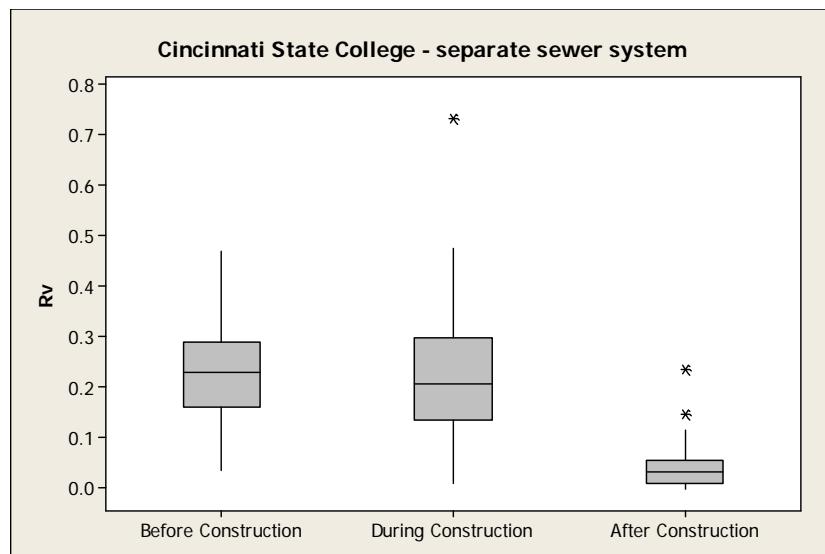 Cincinnati State College - separate sewer system
0.8
0.7
0.6
0.5
0.4
0.3
0.2
0.1
0.0
Rv
Before Construction
During Construction
After Construction